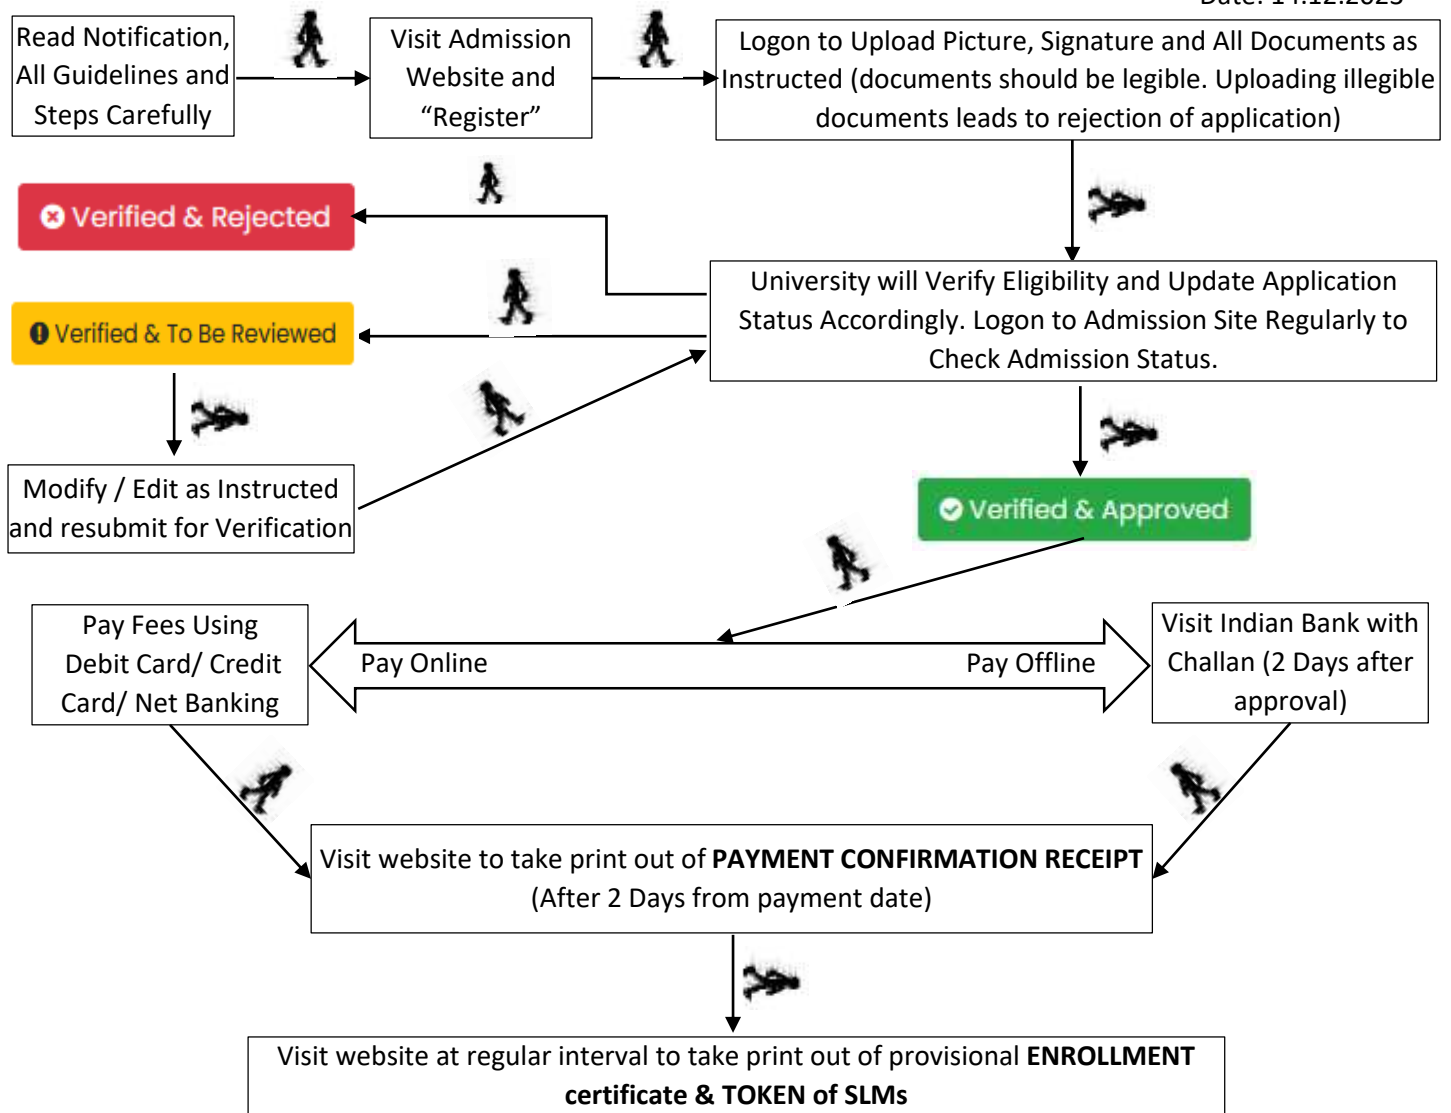 Date: 14.12.2023
Read Notification,
All Guidelines and
Steps Carefully
Visit Admission
Website and
“Register”
Logon to Upload Picture, Signature and All Documents as
Instructed (documents should be legible. Uploading illegible
documents leads to rejection of application)
Verified & Rejected
University will Verify Eligibility and Update Application
Status Accordingly. Logon to Admission Site Regularly to
Check Admission Status.
Verified & To Be Reviewed
Modify / Edit as Instructed
and resubmit for Verification
Verified & Approved
Pay Fees Using
Debit Card/ Credit
Card/ Net Banking
Pay Online
Pay Offline
Visit Indian Bank with
Challan (2 Days after
approval)
Visit website to take print out of PAYMENT CONFIRMATION RECEIPT
(After 2 Days from payment date)
Visit website at regular interval to take print out of provisional ENROLLMENT
certificate & TOKEN of SLMs